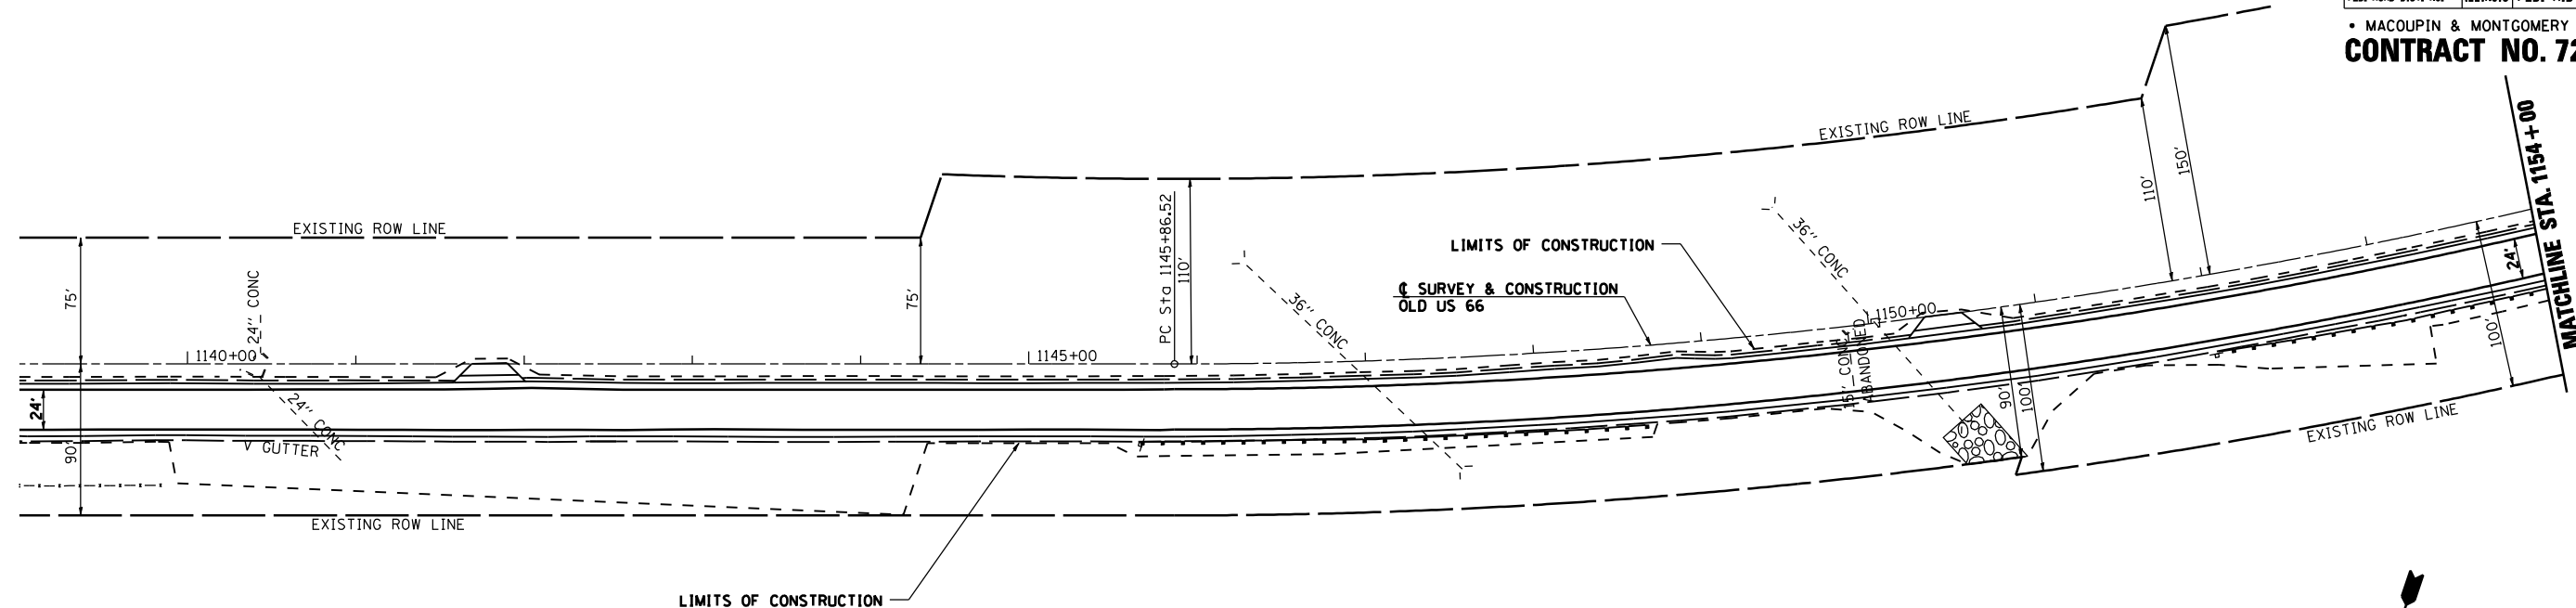 • MACOUPIN & MONTGOMERY
CONTRACT NO. 72
MATCHLINE STA. 1154+00
EXISTING ROW LINE
150'
110'
EXISTING ROW LINE
PC Sta 1145+86.52
110'
36" CONC
LIMITS OF CONSTRUCTION
℄ SURVEY & CONSTRUCTION
OLD US 66
75'
24" CONC
75'
36" CONC
1150+00
24'
1140+00
1145+00
15" CONC
ABANDONED
90'
100'
100'
24'
24" CONC
V GUTTER
90'
EXISTING ROW LINE
EXISTING ROW LINE
LIMITS OF CONSTRUCTION